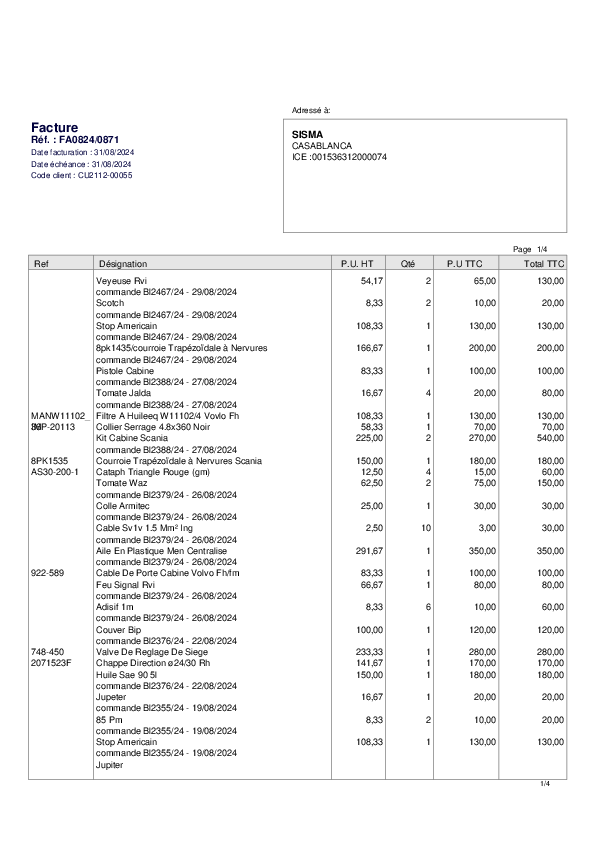 Adressé à:
Facture
Réf. : FA0824/0871
Date facturation : 31/08/2024
Date échéance : 31/08/2024
Code client : CU2112-00055
SISMA
CASABLANCA
ICE :001536312000074
Page 1/4
Ref Désignation P.U. HT Qté P.U TTC Total TTC
Veyeuse Rvi 54,17 2 65,00 130,00
commande Bl2467/24 - 29/08/2024
Scotch 8,33 2 10,00 20,00
commande Bl2467/24 - 29/08/2024
Stop Americain 108,33 1 130,00 130,00
commande Bl2467/24 - 29/08/2024
8pk1435/courroie Trapézoïdale à Nervures 166,67 1 200,00 200,00
commande Bl2467/24 - 29/08/2024
Pistole Cabine 83,33 1 100,00 100,00
commande Bl2388/24 - 27/08/2024
Tomate Jalda 16,67 4 20,00 80,00
commande Bl2388/24 - 27/08/2024
MANW11102_ Filtre A Huileeq W11102/4 Vovlo Fh 108,33 1 130,00 130,00
-20113 Collier Serrage 4.8x360 Noir 58,33 1 70,00 70,00
Kit Cabine Scania 225,00 2 270,00 540,00
commande Bl2388/24 - 27/08/2024
8PK1535 Courroie Trapézoïdale à Nervures Scania 150,00 1 180,00 180,00
AS30-200-1 Cataph Triangle Rouge (gm) 12,50 4 15,00 60,00
Tomate Waz 62,50 2 75,00 150,00
commande Bl2379/24 - 26/08/2024
Colle Armitec 25,00 1 30,00 30,00
commande Bl2379/24 - 26/08/2024
Cable Sv1v 1.5 Mm² Ing 2,50 10 3,00 30,00
commande Bl2379/24 - 26/08/2024
Aile En Plastique Men Centralise 291,67 1 350,00 350,00
commande Bl2379/24 - 26/08/2024
922-589 Cable De Porte Cabine Volvo Fh/fm 83,33 1 100,00 100,00
Feu Signal Rvi 66,67 1 80,00 80,00
commande Bl2379/24 - 26/08/2024
Adisif 1m 8,33 6 10,00 60,00
commande Bl2379/24 - 26/08/2024
Couver Bip 100,00 1 120,00 120,00
commande Bl2376/24 - 22/08/2024
748-450 Valve De Reglage De Siege 233,33 1 280,00 280,00
2071523F Chappe Direction ø24/30 Rh 141,67 1 170,00 170,00
Huile Sae 90 5l 150,00 1 180,00 180,00
commande Bl2376/24 - 22/08/2024
Jupeter 16,67 1 20,00 20,00
commande Bl2355/24 - 19/08/2024
85 Pm 8,33 2 10,00 20,00
commande Bl2355/24 - 19/08/2024
Stop Americain 108,33 1 130,00 130,00
commande Bl2355/24 - 19/08/2024
Jupiter
1/4